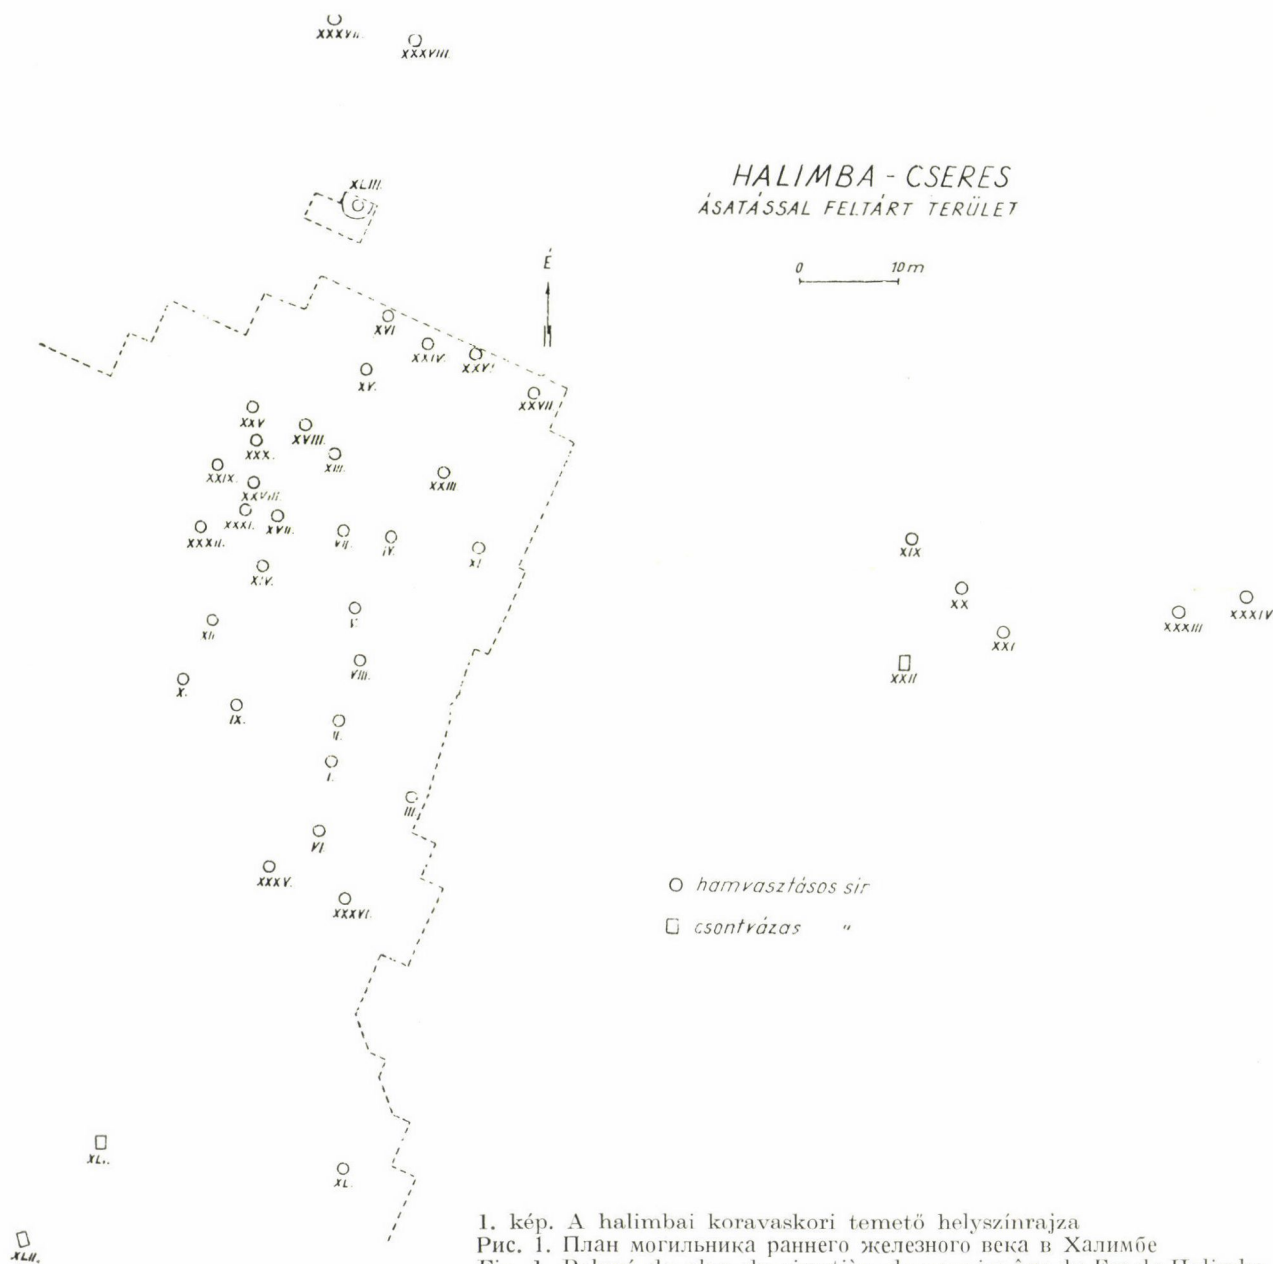 XXXVII.
XXXVIII.
XLIII.
HALIMBA - CSERES
ÁSATÁSSAL FELTÁRT TERÜLET
É
0 10 m
XVI
XXIV.
XXVI
XV.
XXVII
XXV
XVIII.
XXX.
XIII.
XXIX.
XXIII
XXVIII.
XXXI.
XVII.
XXXII.
VII.
IV.
XI
XIX
XIV.
XX
XXXIV
V.
XXXIII
XII
XXI
VIII.
XXII
X.
IX.
II.
I.
III.
VI.
XXXV.
hamvasztásos sír
XXXVI.
csontvázas "
XL.
1. kép. A halimbai koravaskori temető helyszínrajza
XLII.
Рис. 1. План могильника раннего железного века в Халимбе